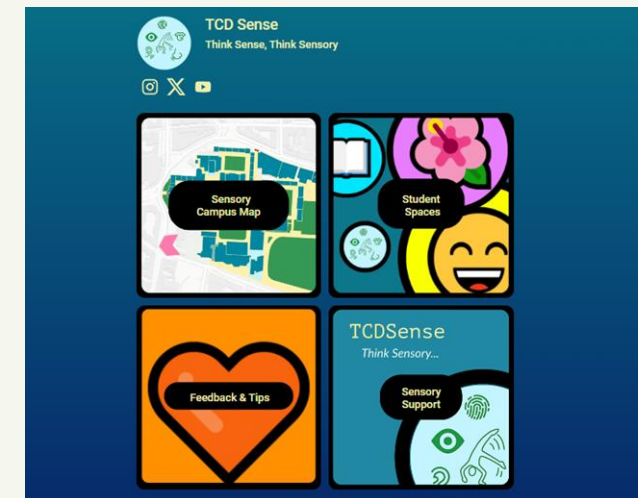 TCD Sense
Think Sense, Think Sensory
Sensory
Campus Map
Student
Spaces
Feedback & Tips
TCDSense
Think Sensory...
Sensory
Support